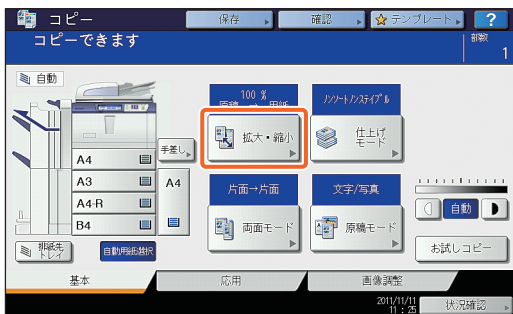 コピー
保存
確認
テンプレート
?
コピーできます
部数
1
自動
100 %
原稿 → 用紙
ノンソート/ノンステイプル
拡大・縮小
仕上げ
モード
手差し
A4
A3
A4-R
B4
A4
片面→片面
文字/写真
両面モード
原稿モード
自動
排紙先
トレイ
自動用紙選択
お試しコピー
基本
応用
画像調整
2011/11/11
11 : 25
状況確認